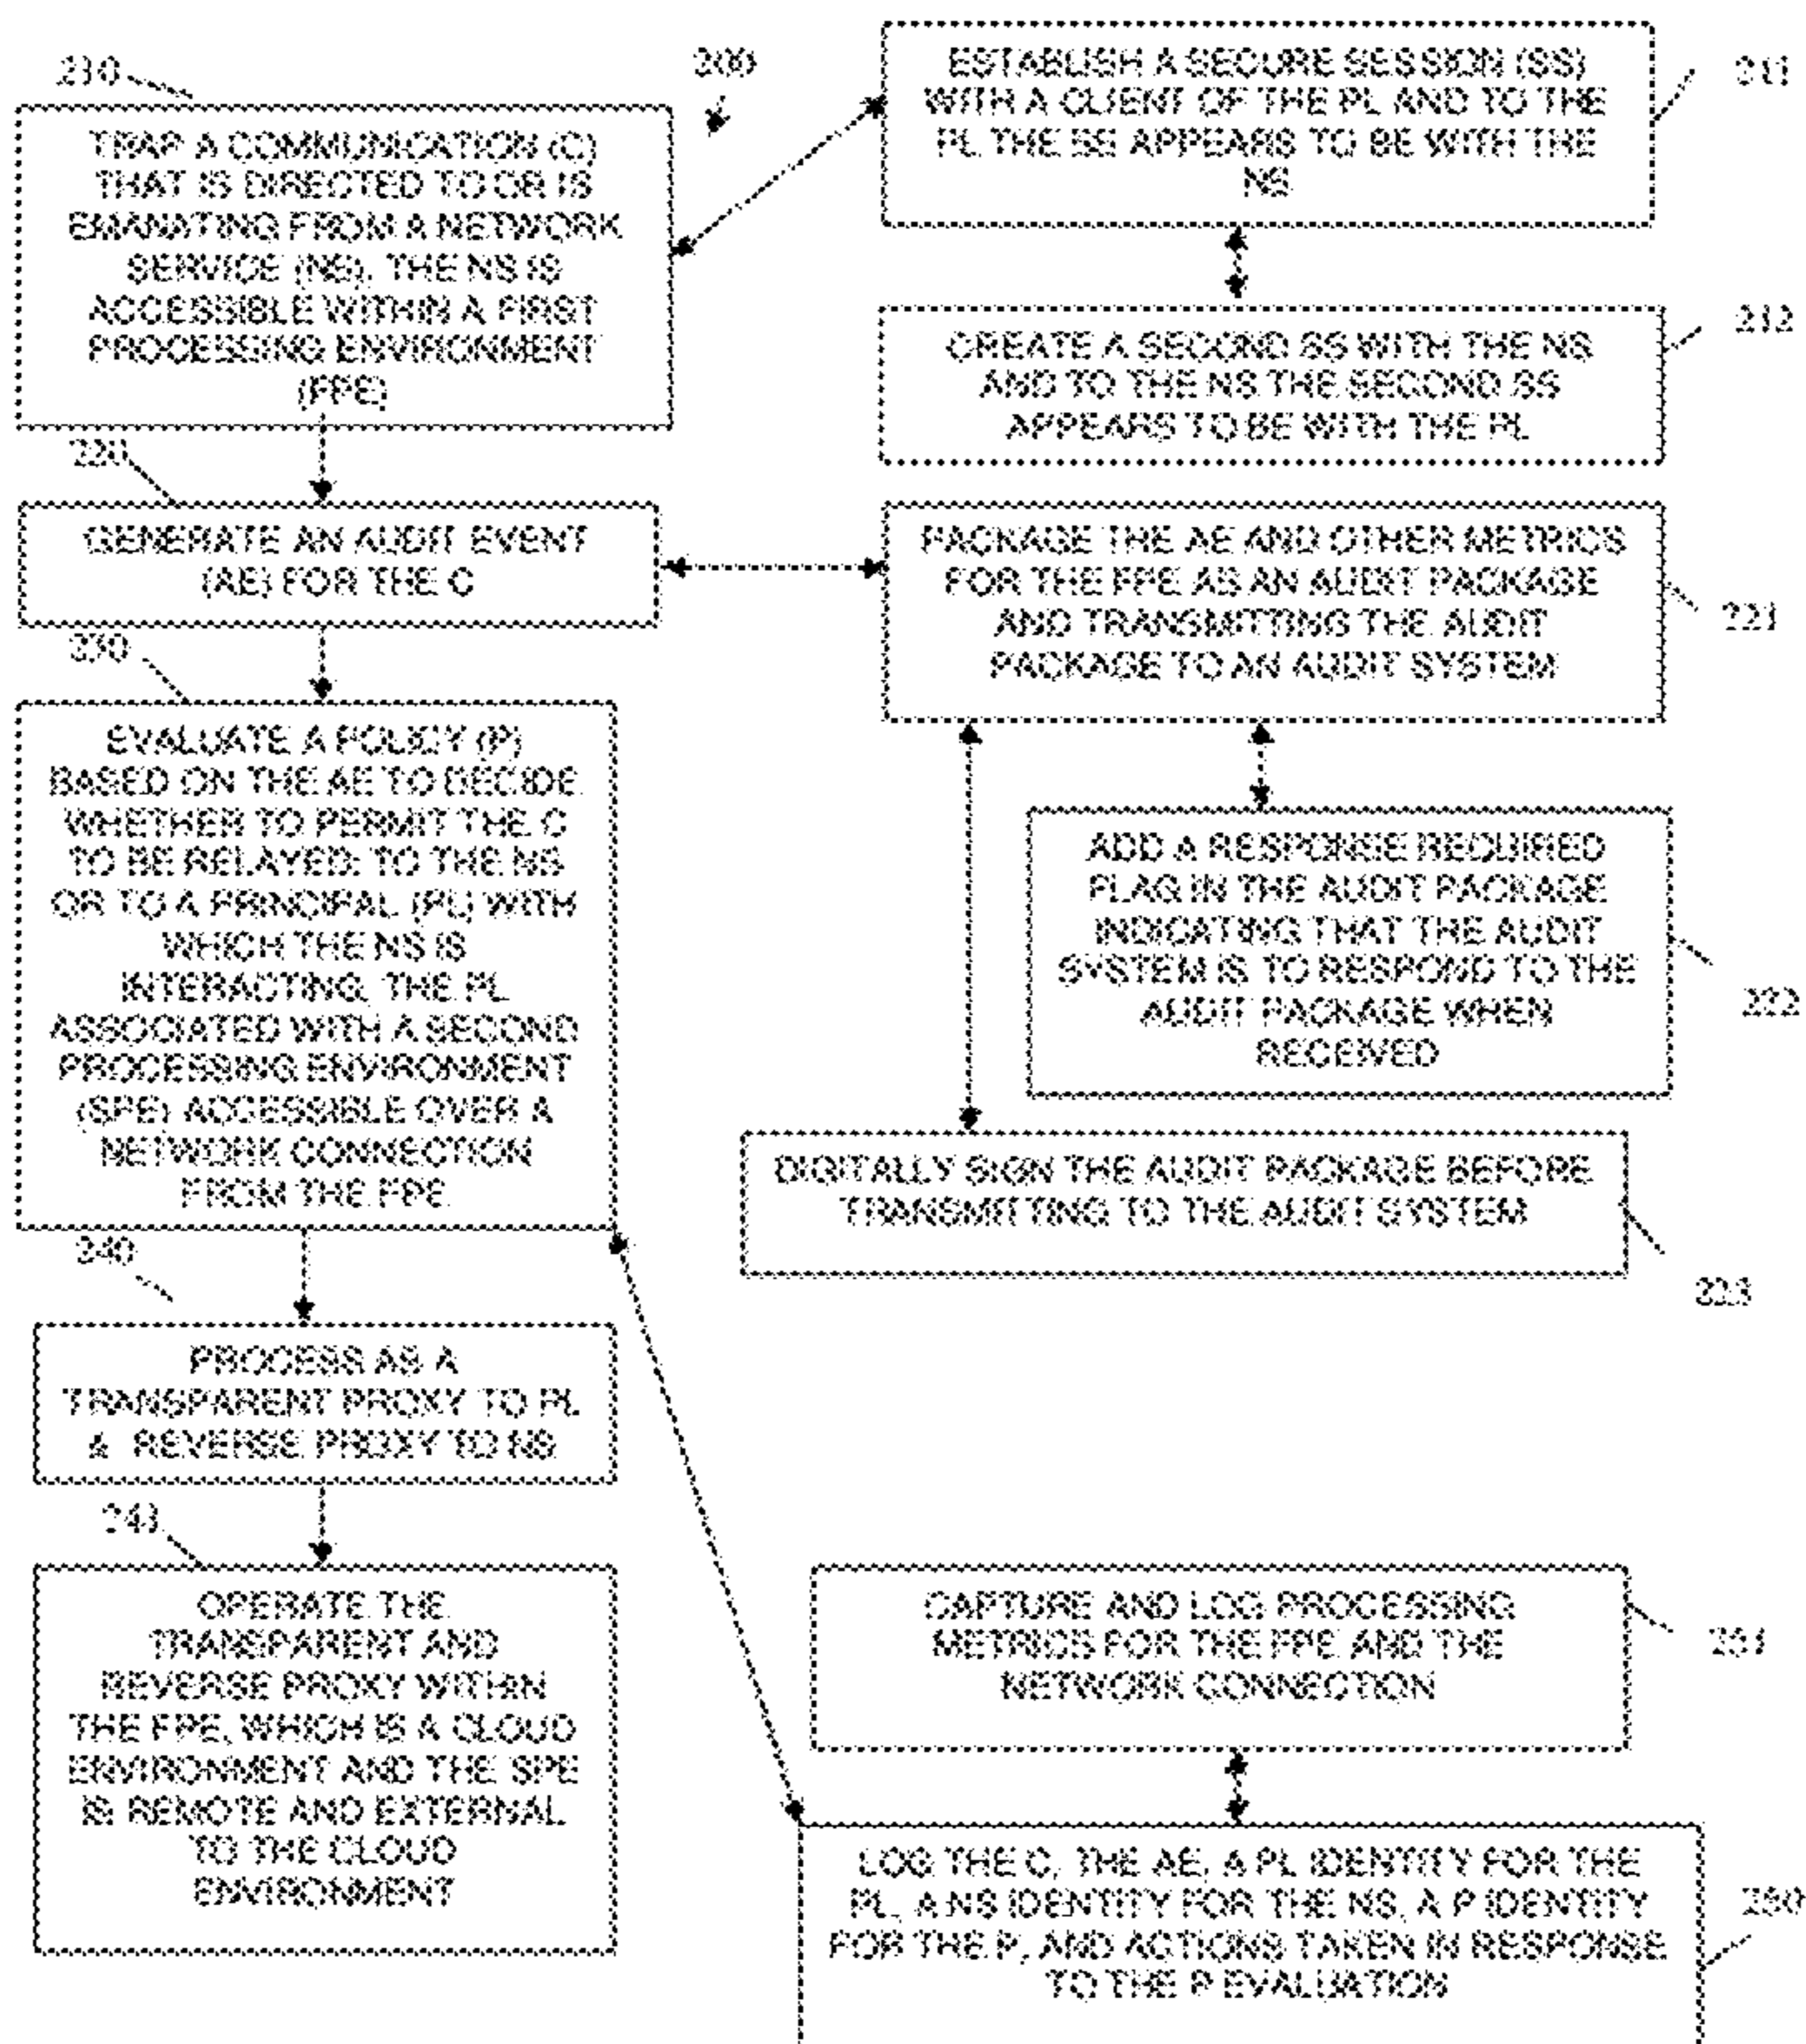 210
TRAP A COMMUNICATION (C)
THAT IS DIRECTED TO OR IS
EMANATING FROM A NETWORK
SERVICE (NS), THE NS IS
ACCESSIBLE WITHIN A FIRST
PROCESSING ENVIRONMENT
(FPE)
200
ESTABLISH A SECURE SESSION (SS)
WITH A CLIENT OF THE PL AND TO THE
PL THE SS APPEARS TO BE WITH THE
NS
211
CREATE A SECOND SS WITH THE NS
AND TO THE NS THE SECOND SS
APPEARS TO BE WITH THE PL
212
220
GENERATE AN AUDIT EVENT
(AE) FOR THE C
PACKAGE THE AE AND OTHER METRICS
FOR THE FPE AS AN AUDIT PACKAGE
AND TRANSMITTING THE AUDIT
PACKAGE TO AN AUDIT SYSTEM
221
ADD A RESPONSE REQUIRED
FLAG IN THE AUDIT PACKAGE
INDICATING THAT THE AUDIT
SYSTEM IS TO RESPOND TO THE
AUDIT PACKAGE WHEN
RECEIVED
222
DIGITALLY SIGN THE AUDIT PACKAGE BEFORE
TRANSMITTING TO THE AUDIT SYSTEM
223
230
EVALUATE A POLICY (P)
BASED ON THE AE TO DECIDE
WHETHER TO PERMIT THE C
TO BE RELAYED: TO THE NS
OR TO A PRINCIPAL (PL) WITH
WHICH THE NS IS
INTERACTING, THE PL
ASSOCIATED WITH A SECOND
PROCESSING ENVIRONMENT
(SPE) ACCESSIBLE OVER A
NETWORK CONNECTION
FROM THE FPE
240
PROCESS AS A
TRANSPARENT PROXY TO PL
& REVERSE PROXY TO NS
241
OPERATE THE
TRANSPARENT AND
REVERSE PROXY WITHIN
THE FPE, WHICH IS A CLOUD
ENVIRONMENT AND THE SPE
IS REMOTE AND EXTERNAL
TO THE CLOUD
ENVIRONMENT
CAPTURE AND LOG PROCESSING
METRICS FOR THE FPE AND THE
NETWORK CONNECTION
251
LOG THE C, THE AE, A PL IDENTITY FOR THE
PL, A NS IDENTITY FOR THE NS, A P IDENTITY
FOR THE P, AND ACTIONS TAKEN IN RESPONSE
TO THE P EVALUATION
250